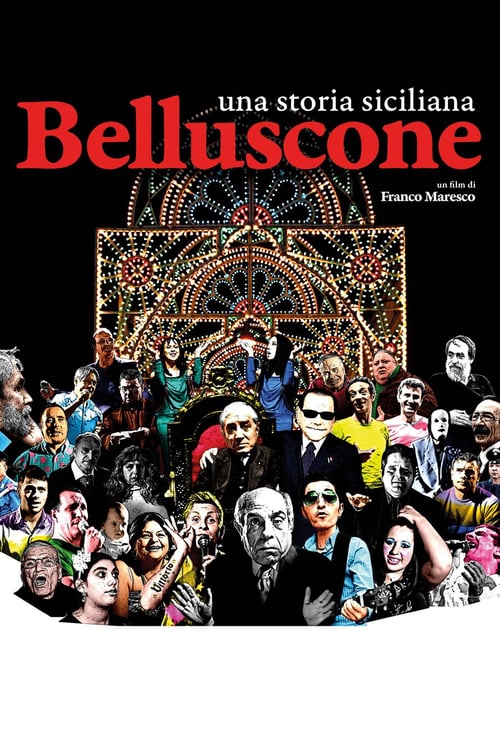 una storia siciliana
Belluscone
un film di
Franco Maresco